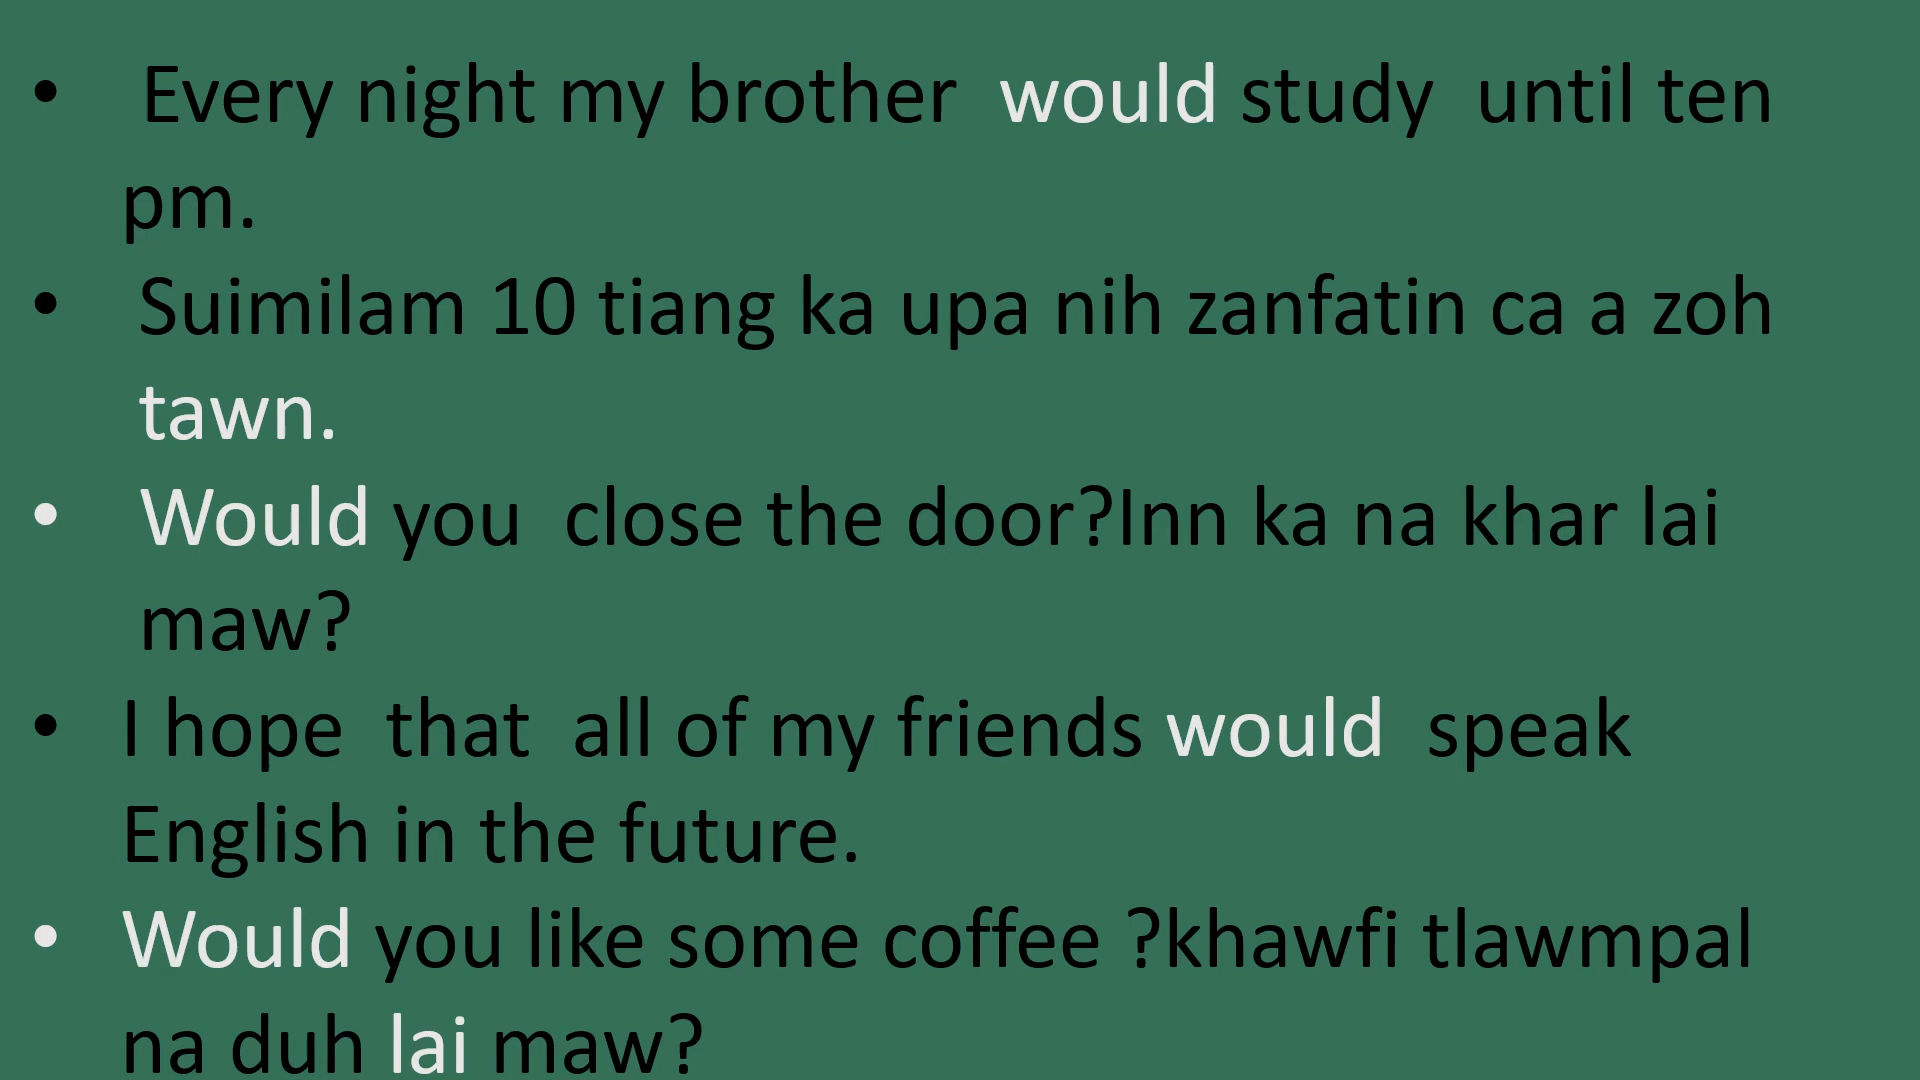 • Every night my brother would study until ten
pm.
• Suimilam 10 tiang ka upa nih zanfatin ca a zoh
tawn.
• Would you close the door?Inn ka na khar lai
maw?
• I hope that all of my friends would speak
English in the future.
• Would you like some coffee ?khawfi tlawmpal
na duh lai maw?